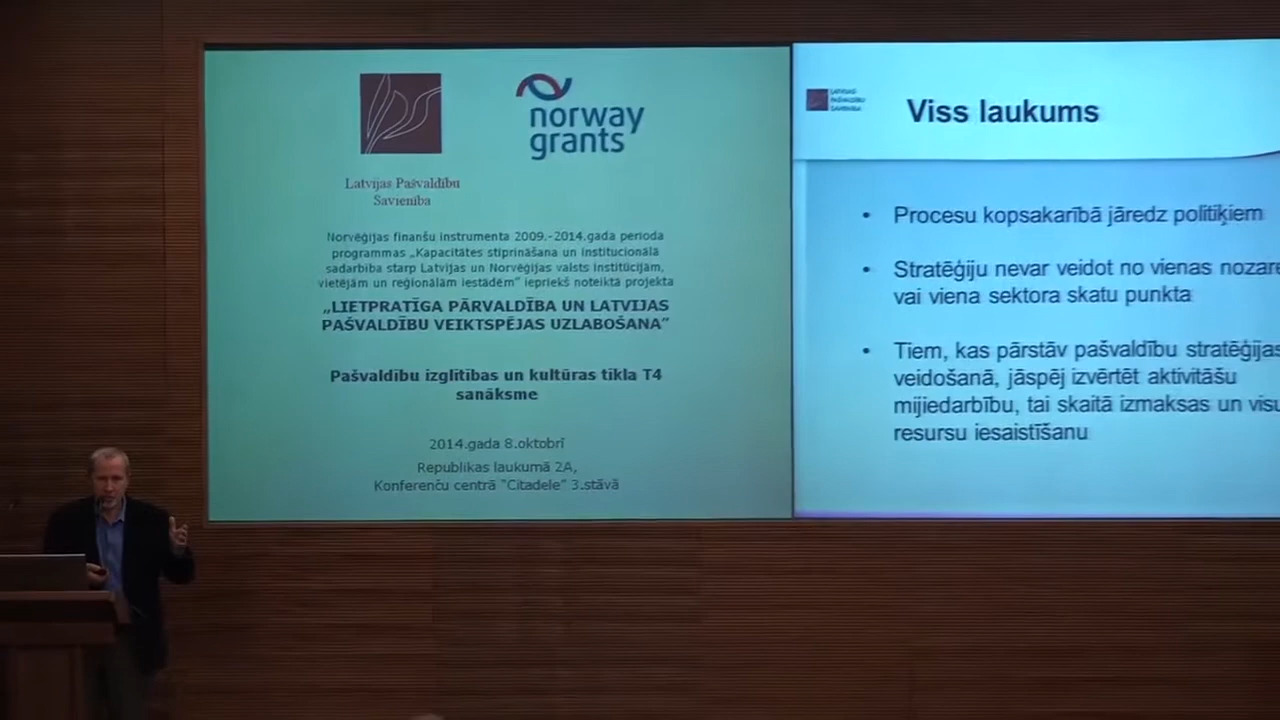 norway
grants
Latvijas Pašvaldību
Savienība
Norvēģijas finanšu instrumenta 2009.-2014.gada perioda
programmas „Kapacitātes stiprināšana un institucionālā
sadarbība starp Latvijas un Norvēģijas valsts institūcijām,
vietējām un reģionālām iestādēm” iepriekš noteiktā projekta
„LIETPRATĪGA PĀRVALDĪBA UN LATVIJAS
PAŠVALDĪBU VEIKTSPĒJAS UZLABOŠANA”
Pašvaldību izglītības un kultūras tīkla T4
sanāksme
2014.gada 8.oktobrī
Republikas laukumā 2A,
Konferenču centrā “Citadele” 3.stāvā
LATVIJAS
PAŠVALDĪBU
SAVIENĪBA
Viss laukums
• Procesu kopsakarībā jāredz politiķiem
• Stratēģiju nevar veidot no vienas nozare
vai viena sektora skatu punkta
• Tiem, kas pārstāv pašvaldību stratēģijas
veidošanā, jāspēj izvērtēt aktivitāšu
mijiedarbību, tai skaitā izmaksas un visu
resursu iesaistīšanu